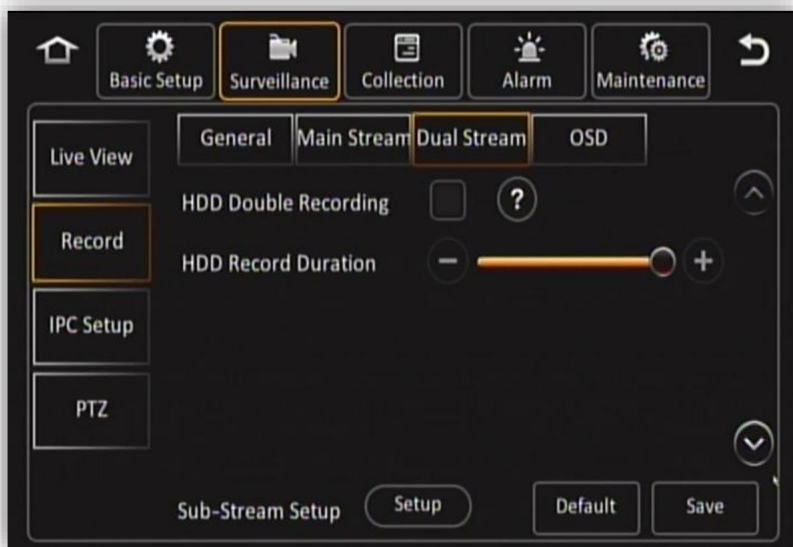 Basic Setup Surveillance Collection Alarm Maintenance
Live View
General Main Stream Dual Stream OSD
HDD Double Recording ?
Record
HDD Record Duration - +
IPC Setup
PTZ
Sub-Stream Setup Setup Default Save